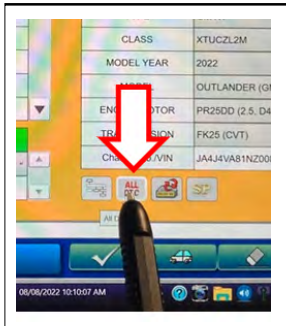 CLASS XTUCZL2M
MODEL YEAR 2022
OUTLANDER (G
PR25DD (2.5, D4
FK25 (CVT)
JA4J4VA81NZ00
ALL
DTC
SP
08/08/2022 10:10:07 AM